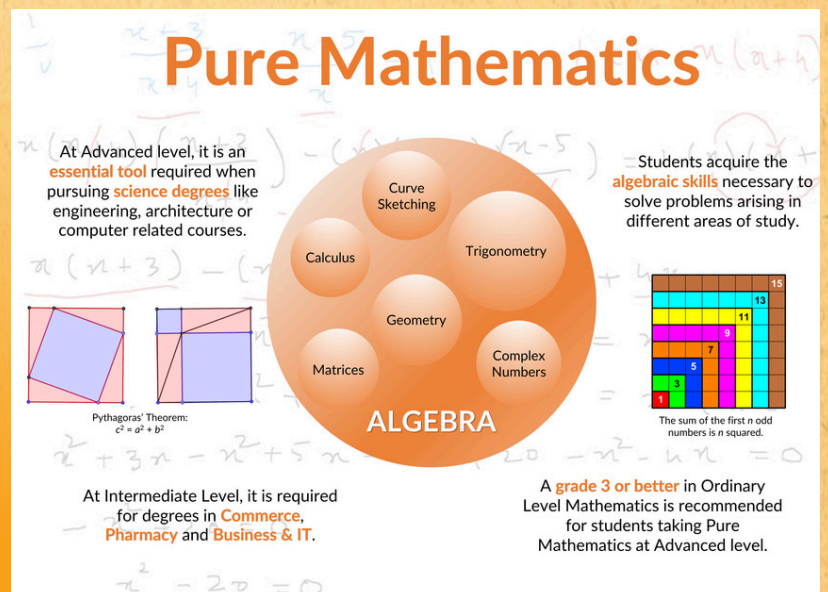 Pure Mathematics
At Advanced level, it is an
essential tool required when
pursuing science degrees like
engineering, architecture or
computer related courses.
Curve
Sketching
Calculus
Trigonometry
Geometry
Matrices
Complex
Numbers
ALGEBRA
Students acquire the
algebraic skills necessary to
solve problems arising in
different areas of study.
15
13
11
9
7
5
3
1
Pythagoras' Theorem:
c² = a² + b²
The sum of the first n odd
numbers is n squared.
At Intermediate Level, it is required
for degrees in Commerce,
Pharmacy and Business & IT.
A grade 3 or better in Ordinary
Level Mathematics is recommended
for students taking Pure
Mathematics at Advanced level.
x² - 20 = 0